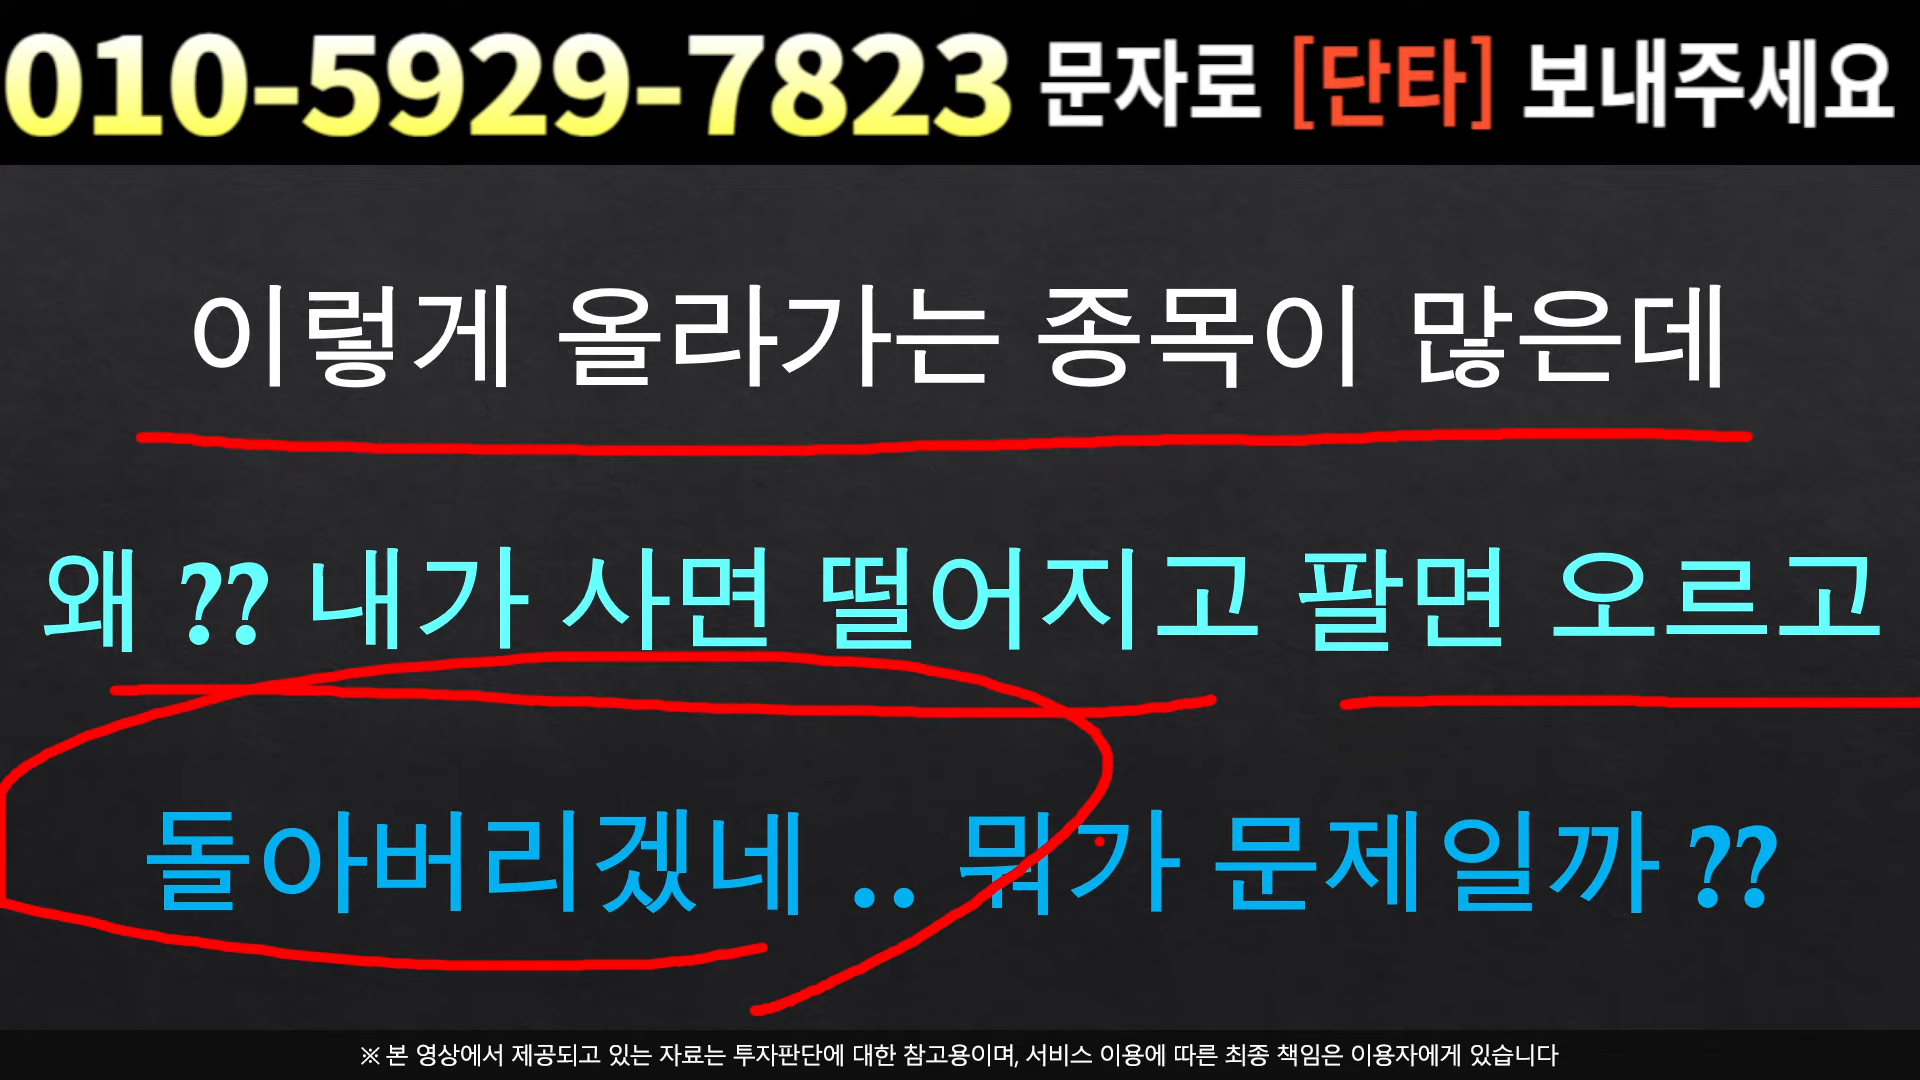 010-5929-7823 문자로 [단타] 보내주세요
이렇게 올라가는 종목이 많은데
왜 ?? 내가 사면 떨어지고 팔면 오르고
돌아버리겠네 .. 뭐가 문제일까 ??
※ 본 영상에서 제공되고 있는 자료는 투자판단에 대한 참고용이며, 서비스 이용에 따른 최종 책임은 이용자에게 있습니다